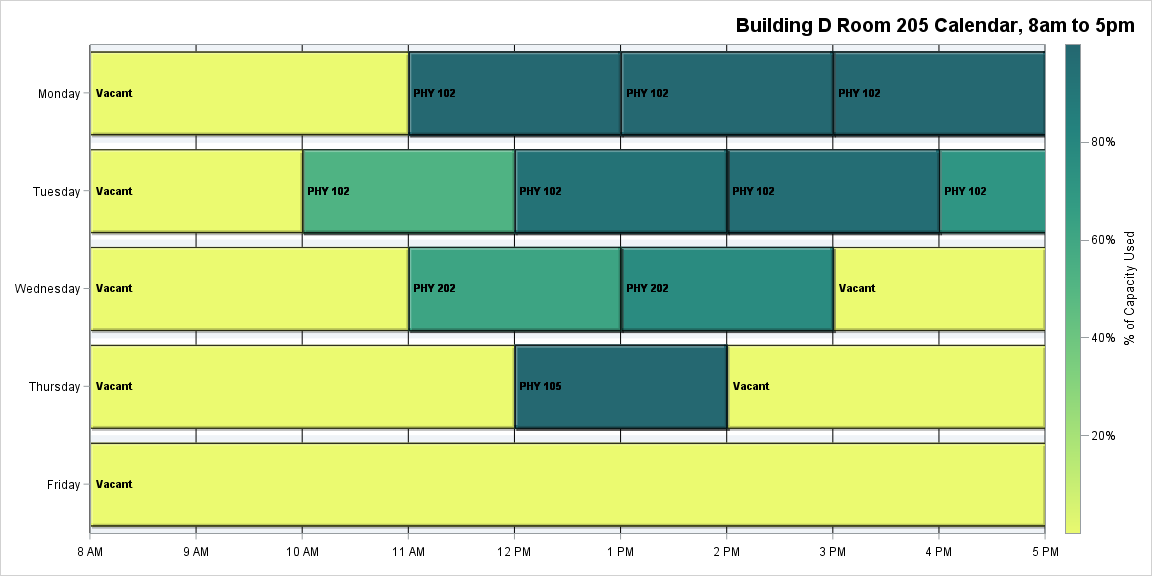 Building D Room 205 Calendar, 8am to 5pm
Monday
Vacant
PHY 102
PHY 102
PHY 102
Tuesday
Vacant
PHY 102
PHY 102
PHY 102
PHY 102
Wednesday
Vacant
PHY 202
PHY 202
Vacant
Thursday
Vacant
PHY 105
Vacant
Friday
Vacant
8 AM
9 AM
10 AM
11 AM
12 PM
1 PM
2 PM
3 PM
4 PM
5 PM
80%
60%
40%
20%
% of Capacity Used